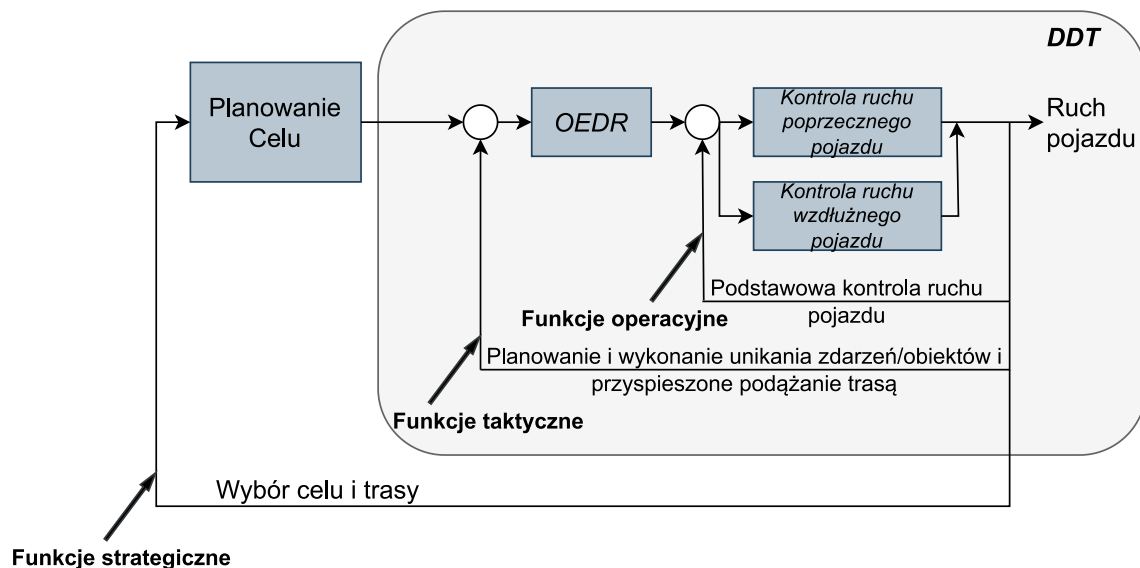 DDT
Planowanie
Celu
OEDR
Kontrola ruchu
poprzecznego
pojazdu
Ruch
pojazdu
Kontrola ruchu
wzdłużnego
pojazdu
Podstawowa kontrola ruchu
pojazdu
Funkcje operacyjne
Planowanie i wykonanie unikania zdarzeń/obiektów i
przyspieszone podążanie trasą
Funkcje taktyczne
Wybór celu i trasy
Funkcje strategiczne